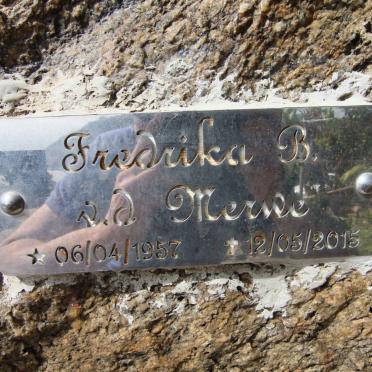 Fredrika B.
v.d Merwe
* 06/04/1957 ✝ 12/05/2015